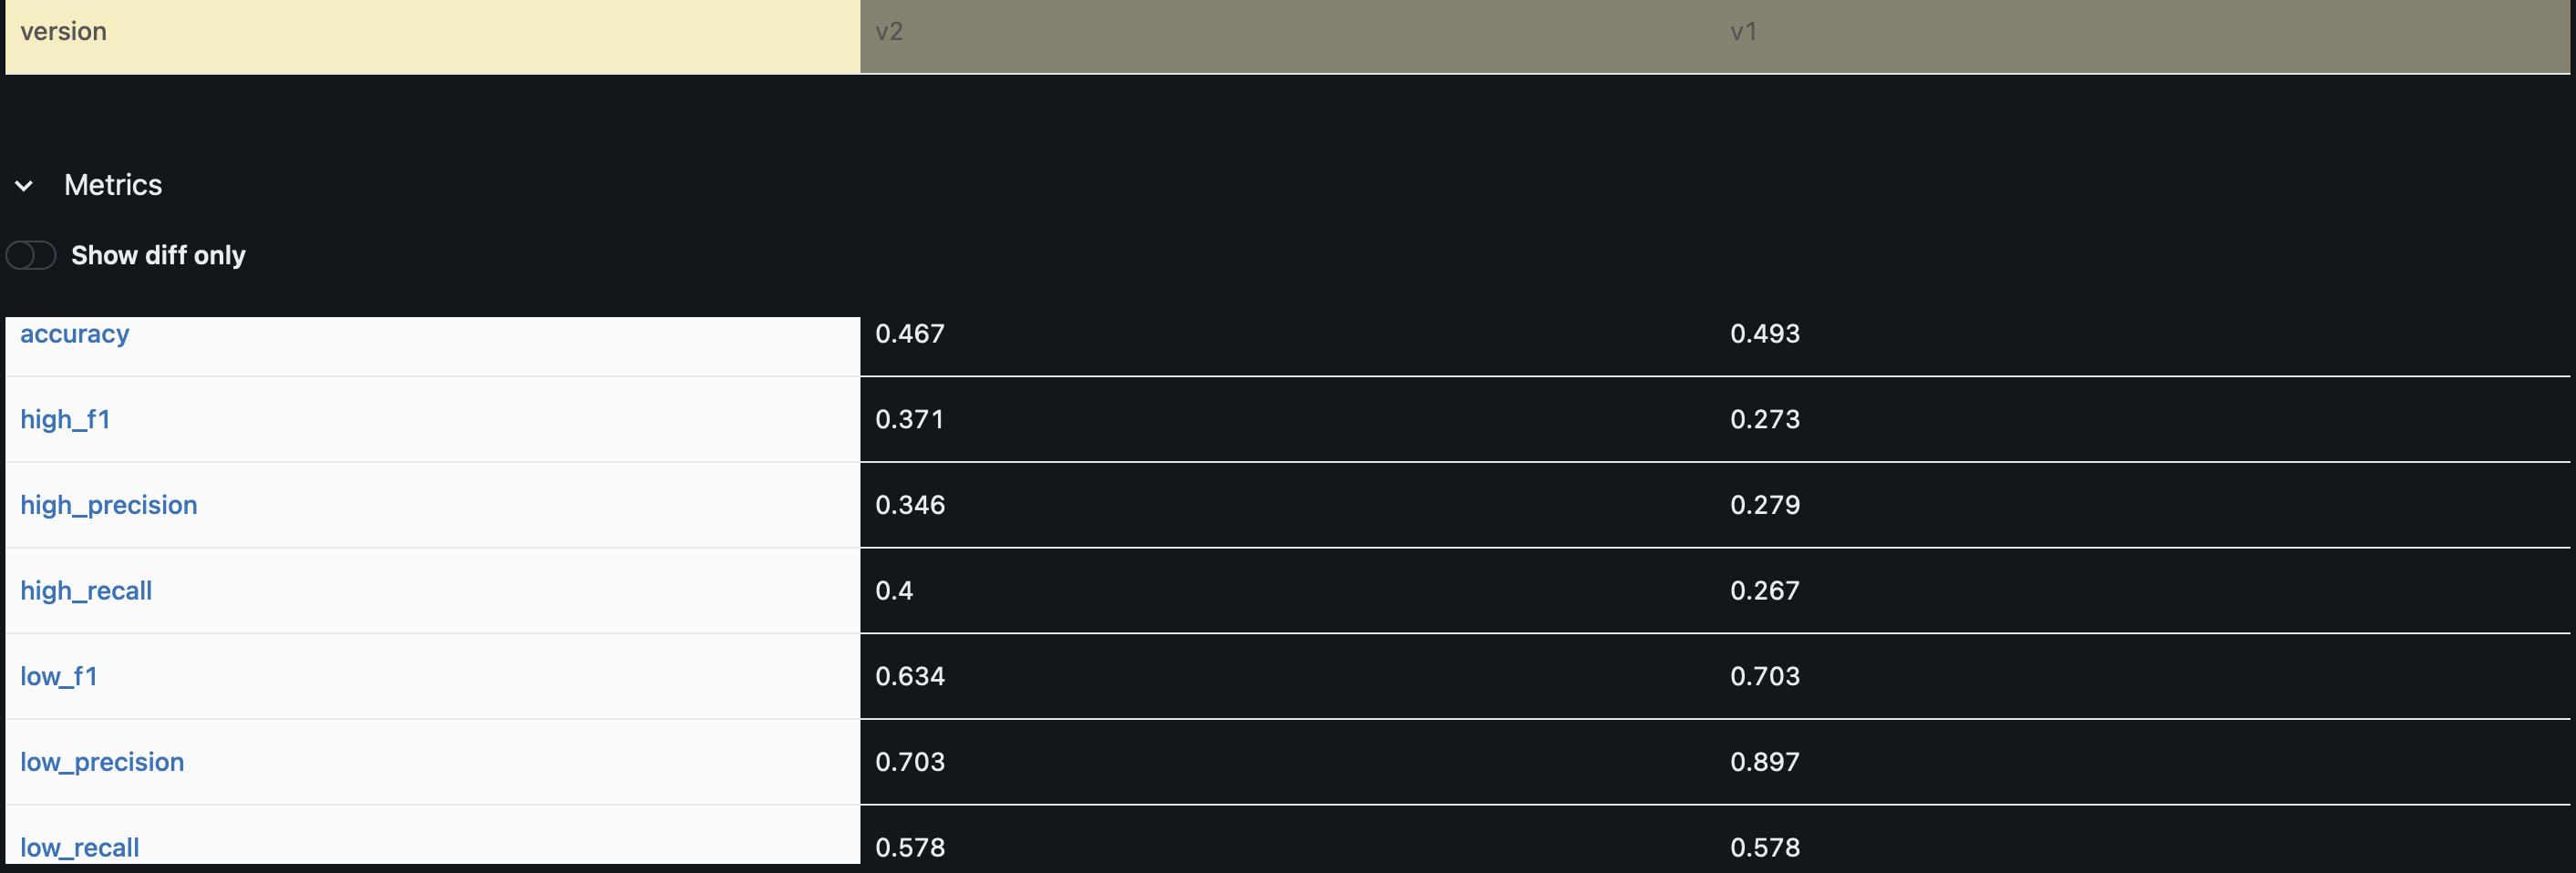 version v2 v1
Metrics
Show diff only
accuracy 0.467 0.493
high_f1 0.371 0.273
high_precision 0.346 0.279
high_recall 0.4 0.267
low_f1 0.634 0.703
low_precision 0.703 0.897
low_recall 0.578 0.578